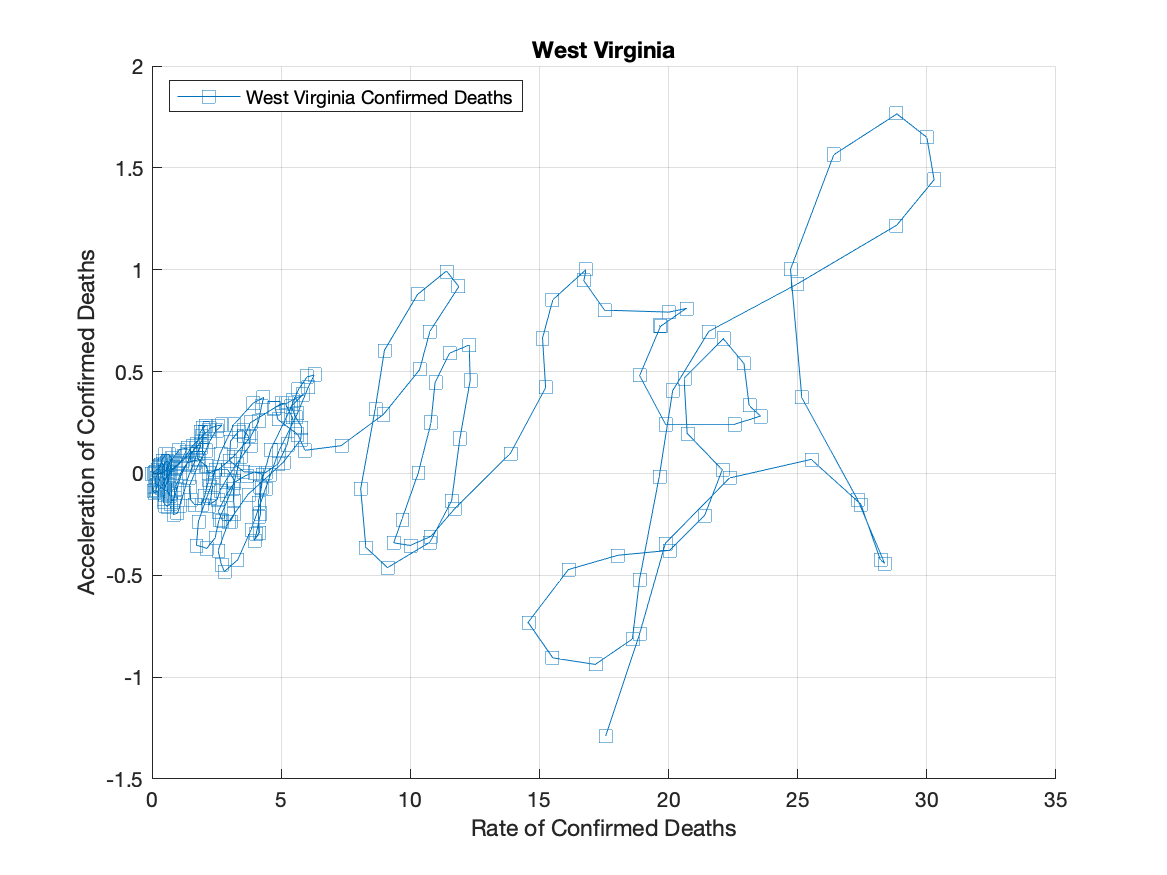 West Virginia
West Virginia Confirmed Deaths
2
1.5
1
0.5
0
-0.5
-1
-1.5
Acceleration of Confirmed Deaths
0 5 10 15 20 25 30 35
Rate of Confirmed Deaths